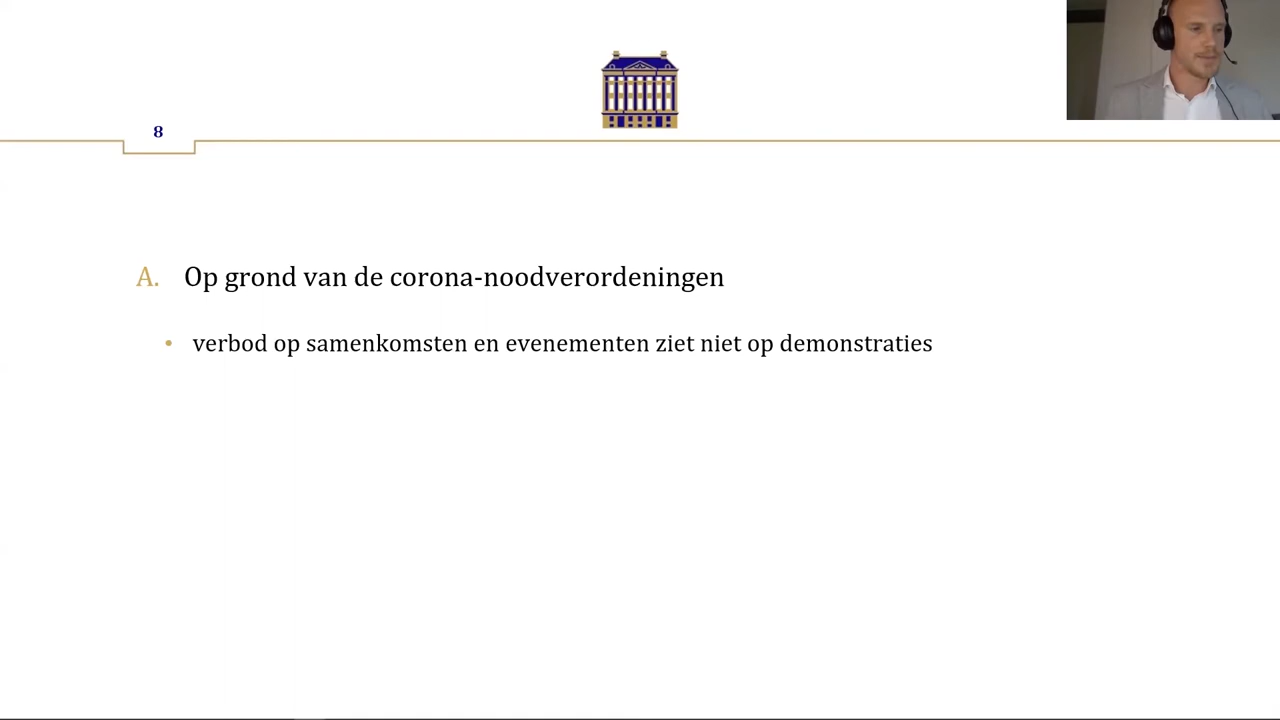 8
A. Op grond van de corona-noodverordeningen
• verbod op samenkomsten en evenementen ziet niet op demonstraties